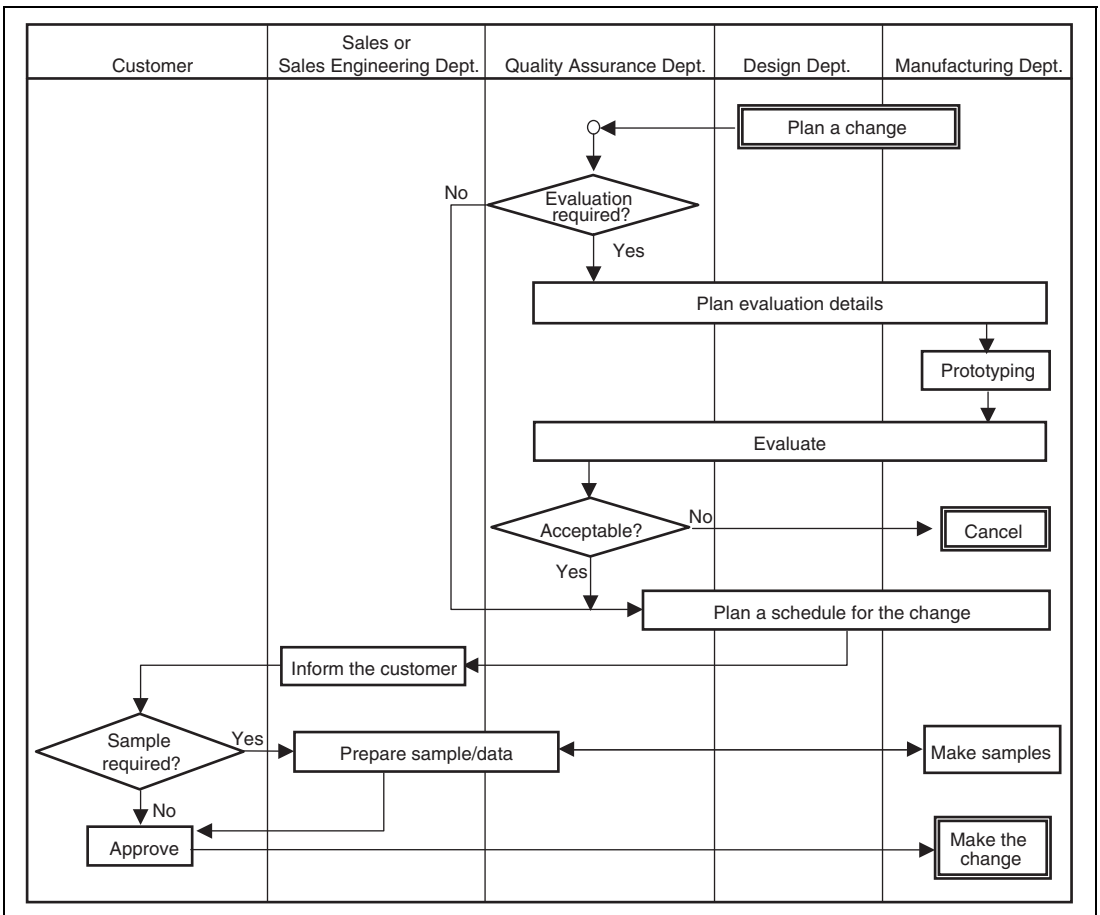 Customer
Sales or
Sales Engineering Dept.
Quality Assurance Dept.
Design Dept.
Manufacturing Dept.
Plan a change
No
Evaluation
required?
Yes
Plan evaluation details
Prototyping
Evaluate
Acceptable?
No
Cancel
Yes
Plan a schedule for the change
Inform the customer
Sample
required?
Yes
Prepare sample/data
Make samples
No
Approve
Make the
change